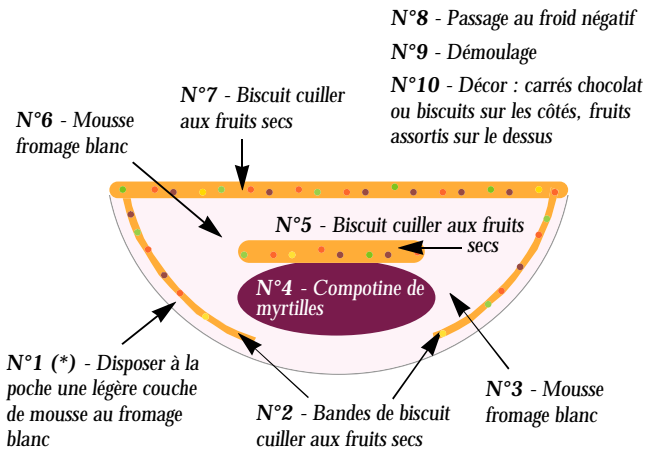 N°8 - Passage au froid négatif
N°9 - Démoulage
N°10 - Décor : carrés chocolat
ou biscuits sur les côtés, fruits
assortis sur le dessus
N°7 - Biscuit cuiller
aux fruits secs
N°6 - Mousse
fromage blanc
N°5 - Biscuit cuiller aux fruits
secs
N°4 - Compotine de
myrtilles
N°1 (*) - Disposer à la
poche une légère couche
de mousse au fromage
blanc
N°2 - Bandes de biscuit
cuiller aux fruits secs
N°3 - Mousse
fromage blanc